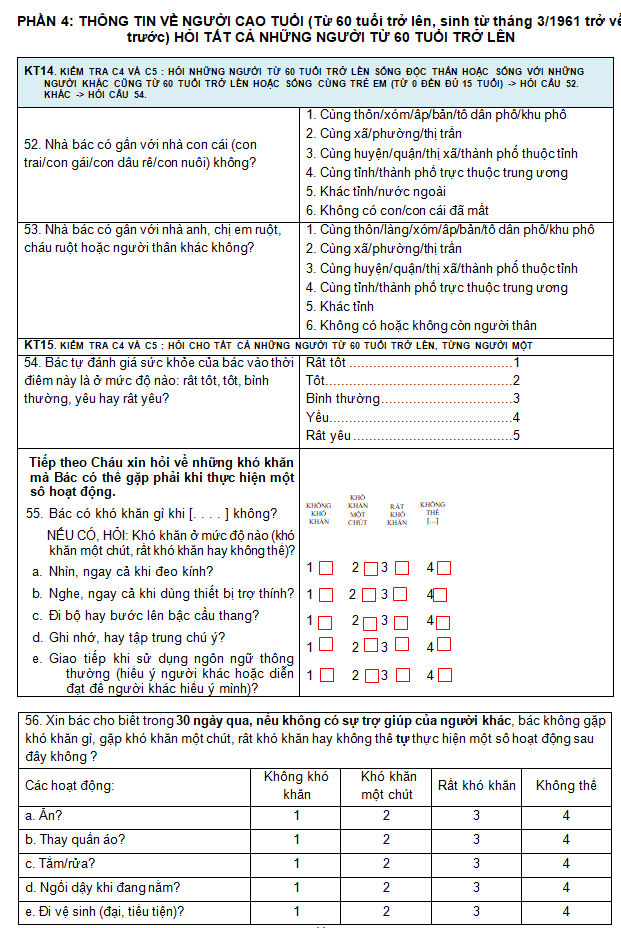 PHẦN 4: THÔNG TIN VỀ NGƯỜI CAO TUỔI (Từ 60 tuổi trở lên, sinh từ tháng 3/1961 trở về
trước) HỎI TẤT CẢ NHỮNG NGƯỜI TỪ 60 TUỔI TRỞ LÊN
KT14. KIỂM TRA C4 VÀ C5 : HỎI NHỮNG NGƯỜI TỪ 60 TUỔI TRỞ LÊN SỐNG ĐỘC THÂN HOẶC SỐNG VỚI NHỮNG
NGƯỜI KHÁC CŨNG TỪ 60 TUỔI TRỞ LÊN HOẶC SỐNG CÙNG TRẺ EM (TỪ 0 ĐẾN ĐỦ 15 TUỔI) -> HỎI CÂU 52.
KHÁC -> HỎI CÂU 54.
52. Nhà bác có gần với nhà con cái (con
trai/con gái/con dâu rể/con nuôi) không?
1. Cùng thôn/xóm/ấp/bản/tổ dân phố/khu phố
2. Cùng xã/phường/thị trấn
3. Cùng huyện/quận/thị xã/thành phố thuộc tỉnh
4. Cùng tỉnh/thành phố trực thuộc trung ương
5. Khác tỉnh/nước ngoài
6. Không có con/con cái đã mất
53. Nhà bác có gần với nhà anh, chị em ruột,
cháu ruột hoặc người thân khác không?
1. Cùng thôn/làng/xóm/ấp/bản/tổ dân phố/khu phố
2. Cùng xã/phường/thị trấn
3. Cùng huyện/quận/thị xã/thành phố thuộc tỉnh
4. Cùng tỉnh/thành phố trực thuộc trung ương
5. Khác tỉnh
6. Không có hoặc không còn người thân
KT15. KIỂM TRA C4 VÀ C5 : HỎI CHO TẤT CẢ NHỮNG NGƯỜI TỪ 60 TUỔI TRỞ LÊN, TỪNG NGƯỜI MỘT
54. Bác tự đánh giá sức khỏe của bác vào thời
điểm này là ở mức độ nào: rất tốt, tốt, bình
thường, yếu hay rất yếu?
Rất tốt ..........................................1
Tốt................................................2
Bình thường..................................3
Yếu...............................................4
Rất yếu .........................................5
Tiếp theo Cháu xin hỏi về những khó khăn
mà Bác có thể gặp phải khi thực hiện một
số hoạt động.
55. Bác có khó khăn gì khi [. . . . ] không?
NẾU CÓ, HỎI: Khó khăn ở mức độ nào (khó
khăn một chút, rất khó khăn hay không thể)?
KHÔNG KHÓ KHĂN
KHÓ KHĂN MỘT CHÚT
RẤT KHÓ KHĂN
KHÔNG THỂ [...]
a. Nhìn, ngay cả khi đeo kính? 1 2 3 4
b. Nghe, ngay cả khi dùng thiết bị trợ thính? 1 2 3 4
c. Đi bộ hay bước lên bậc cầu thang? 1 2 3 4
d. Ghi nhớ, hay tập trung chú ý? 1 2 3 4
e. Giao tiếp khi sử dụng ngôn ngữ thông
thường (hiểu ý người khác hoặc diễn
đạt để người khác hiểu ý mình)? 1 2 3 4
56. Xin bác cho biết trong 30 ngày qua, nếu không có sự trợ giúp của người khác, bác không gặp
khó khăn gì, gặp khó khăn một chút, rất khó khăn hay không thể tự thực hiện một số hoạt động sau
đây không ?
Các hoạt động: Không khó khăn Khó khăn một chút Rất khó khăn Không thể
a. Ăn? 1 2 3 4
b. Thay quần áo? 1 2 3 4
c. Tắm/rửa? 1 2 3 4
d. Ngồi dậy khi đang nằm? 1 2 3 4
e. Đi vệ sinh (đại, tiểu tiện)? 1 2 3 4